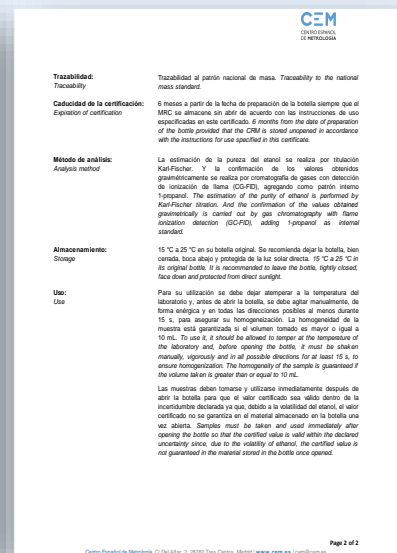 CEM
CENTRO ESPAÑOL
DE METROLOGÍA
Trazabilidad:
Traceability
Trazabilidad al patrón nacional de masa. Traceability to the national
mass standard.
Caducidad de la certificación:
Expiration of certification
6 meses a partir de la fecha de preparación de la botella siempre que el
MRC se almacene sin abrir de acuerdo con las instrucciones de uso
especificadas en este certificado. 6 months from the date of preparation
of the bottle provided that the CRM is stored unopened in accordance
with the instructions for use specified in this certificate.
Método de análisis:
Analysis method
La estimación de la pureza del etanol se realiza por titulación
Karl-Fischer. Y la confirmación de los valores obtenidos
gravimétricamente se realiza por cromatografía de gases con detección
de ionización de llama (CG-FID), agregando como patrón interno
1-propanol. The estimation of the purity of ethanol is performed by
Karl-Fischer titration. And the confirmation of the values obtained
gravimetrically is carried out by gas chromatography with flame
ionization detection (GC-FID), adding 1-propanol as internal
standard.
Almacenamiento:
Storage
15 ºC a 25 ºC en su botella original. Se recomienda dejar la botella, bien
cerrada, boca abajo y protegida de la luz solar directa. 15 ºC a 25 ºC in
its original bottle. It is recommended to leave the bottle, tightly closed,
face down and protected from direct sunlight.
Uso:
Use
Para su utilización se debe dejar atemperar a la temperatura del
laboratorio y, antes de abrir la botella, se debe agitar manualmente, de
forma enérgica y en todas las direcciones posibles al menos durante
15 s, para asegurar su homogeneización. La homogeneidad de la
muestra está garantizada si el volumen tomado es mayor o igual a
10 mL. To use it, it should be allowed to temper at the temperature of
the laboratory and, before opening the bottle, it must be shaken
manually, vigorously and in all possible directions for at least 15 s, to
ensure homogenization. The homogeneity of the sample is guaranteed if
the volume taken is greater than or equal to 10 mL.
Las muestras deben tomarse y utilizarse inmediatamente después de
abrir la botella para que el valor certificado sea válido dentro de la
incertidumbre declarada ya que, debido a la volatilidad del etanol, el valor
certificado no se garantiza en el material almacenado en la botella una
vez abierta. Samples must be taken and used immediately after
opening the bottle so that the certified value is valid within the declared
uncertainty since, due to the volatility of ethanol, the certified value is
not guaranteed in the material stored in the bottle once opened.
Page 2 of 2
Centro Español de Metrología, C/ Del Alfar, 2, 28760 Tres Cantos, Madrid | www.cem.es | cem@cem.es